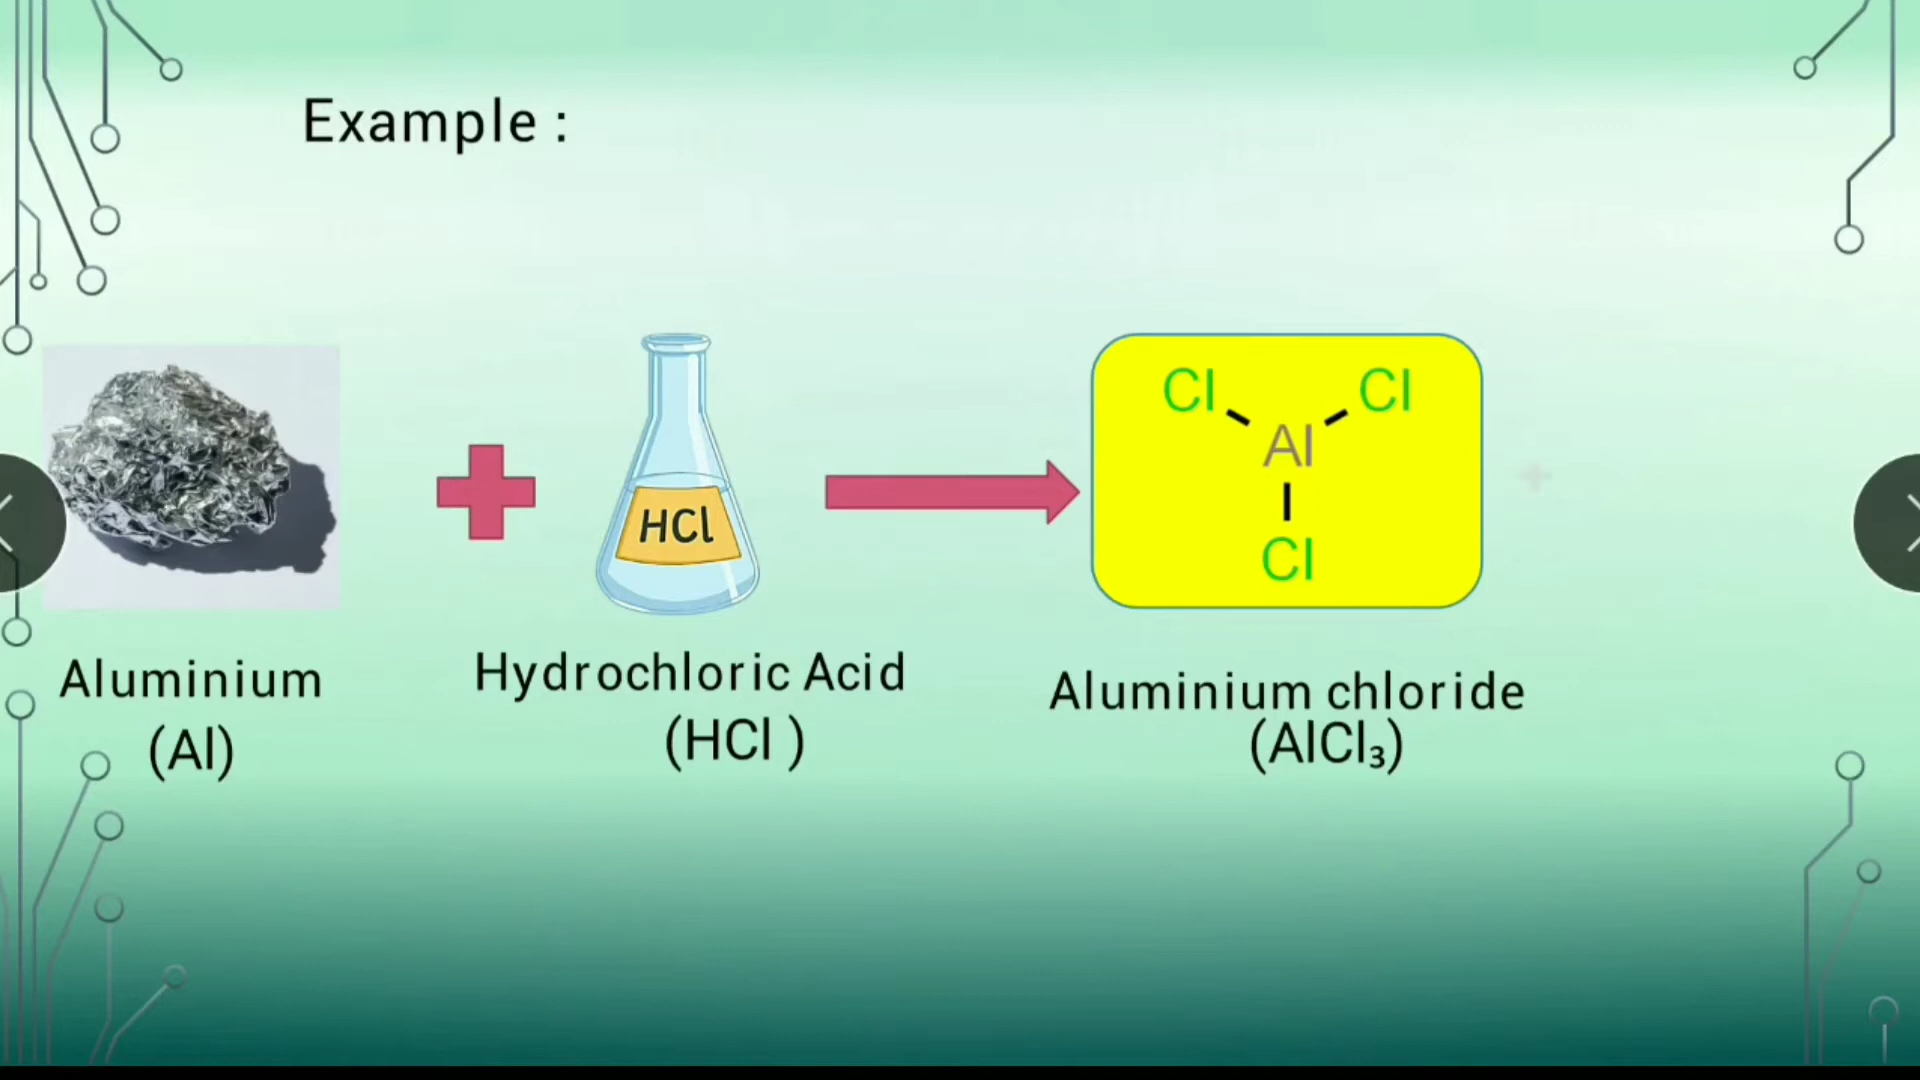 Example :
HCl
Cl Cl
Al
Cl
Aluminium
(Al)
Hydrochloric Acid
(HCl )
Aluminium chloride
(AlCl₃)